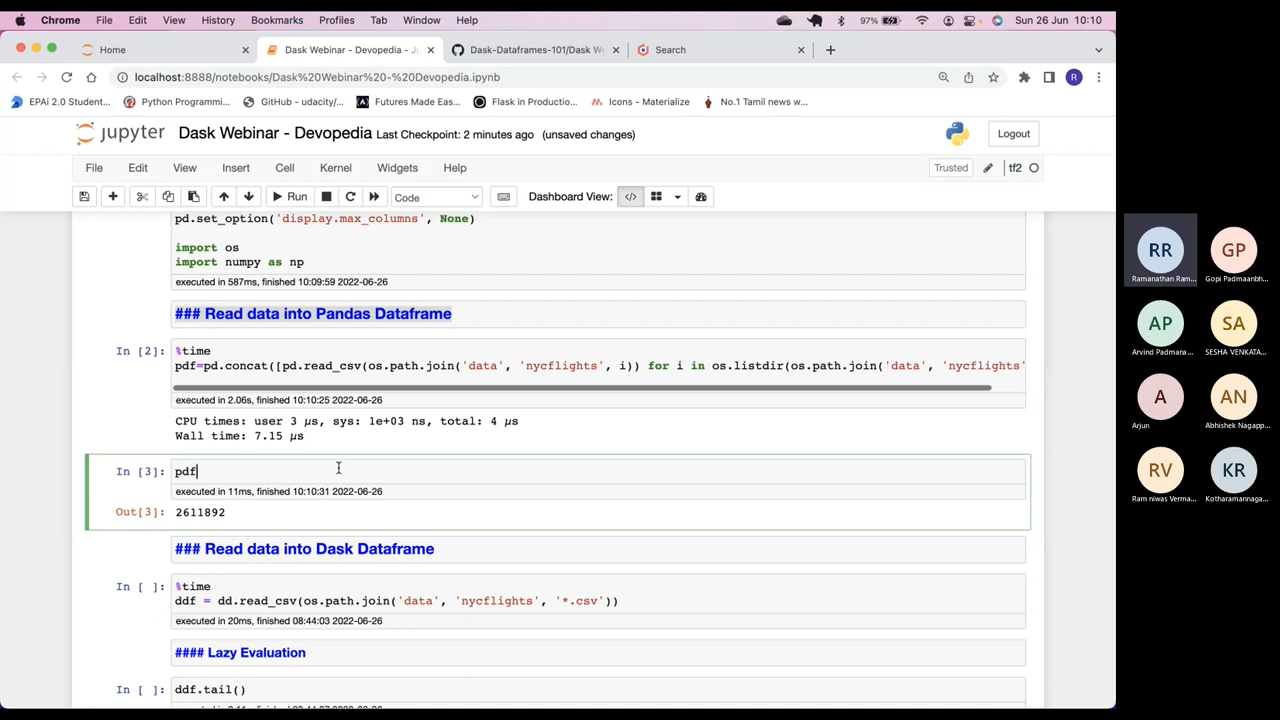 Chrome File Edit View History Bookmarks Profiles Tab Window Help 97% Sun 26 Jun 10:10
Home Dask Webinar - Devopedia - J Dask-Dataframes-101/Dask We Search
localhost:8888/notebooks/Dask%20Webinar%20-%20Devopedia.ipynb R
EPAi 2.0 Student... Python Programmi... GitHub - udacity/... Futures Made Eas... Flask in Productio... Icons - Materialize No.1 Tamil news w...
jupyter Dask Webinar - Devopedia Last Checkpoint: 2 minutes ago (unsaved changes) Logout
File Edit View Insert Cell Kernel Widgets Help Trusted tf2
Run Code Dashboard View:
pd.set_option('display.max_columns', None)
import os
import numpy as np
executed in 587ms, finished 10:09:59 2022-06-26
### Read data into Pandas Dataframe
In [2]: %time
pdf=pd.concat([pd.read_csv(os.path.join('data', 'nycflights', i)) for i in os.listdir(os.path.join('data', 'nycflights'
executed in 2.06s, finished 10:10:25 2022-06-26
CPU times: user 3 µs, sys: 1e+03 ns, total: 4 µs
Wall time: 7.15 µs
In [3]: pdf
executed in 11ms, finished 10:10:31 2022-06-26
Out[3]: 2611892
### Read data into Dask Dataframe
In [ ]: %time
ddf = dd.read_csv(os.path.join('data', 'nycflights', '*.csv'))
executed in 20ms, finished 08:44:03 2022-06-26
#### Lazy Evaluation
In [ ]: ddf.tail()
RR GP
Ramanathan Ram... Gopi Padmaanbh...
AP SA
Arvind Padmana... SESHA VENKATA...
A AN
Arjun Abhishek Nagapp...
RV KR
Ram niwas Verma... Kotharamannaga...